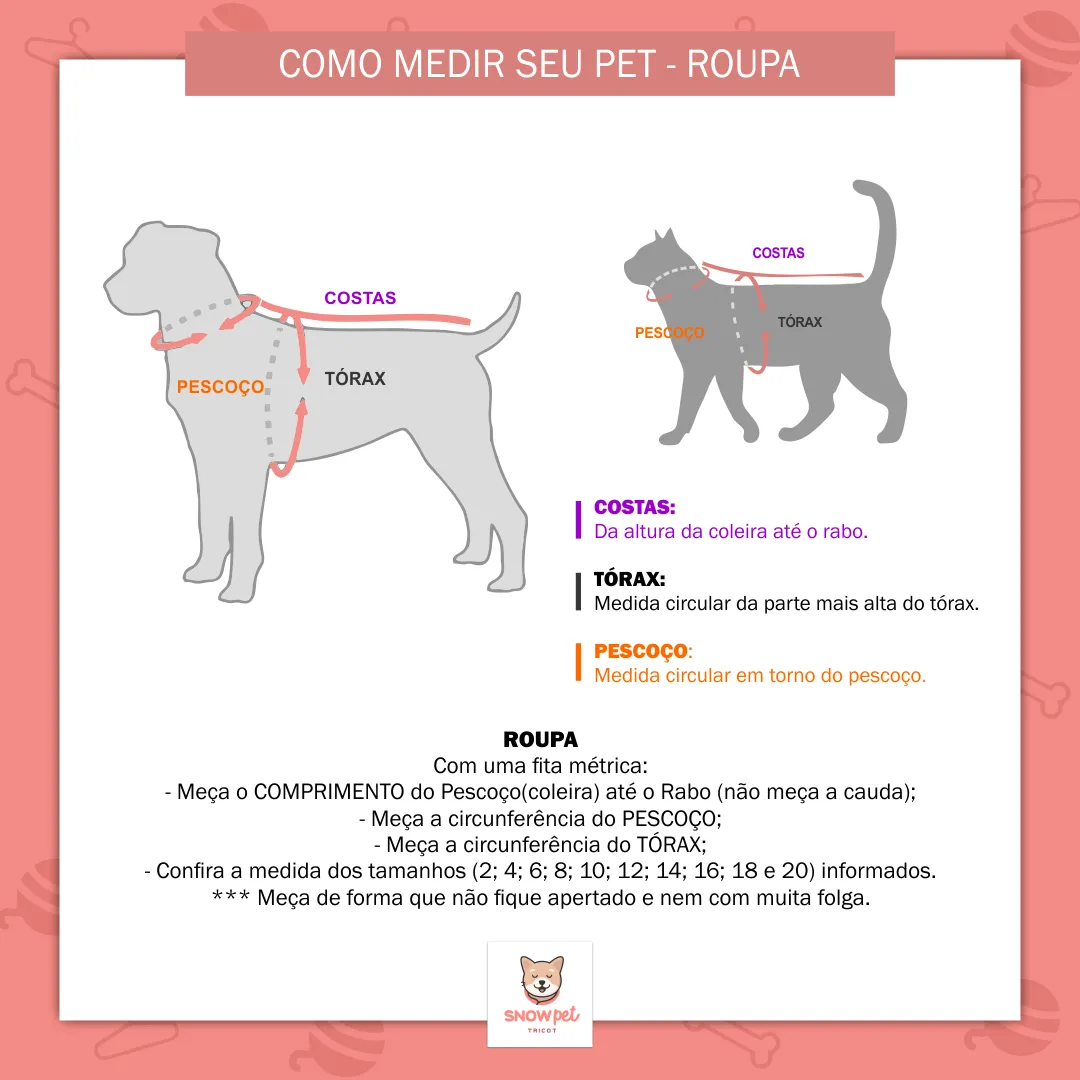 COMO MEDIR SEU PET - ROUPA
COSTAS
PESCOÇO
TÓRAX
COSTAS
PESCOÇO
TÓRAX
COSTAS:
Da altura da coleira até o rabo.
TÓRAX:
Medida circular da parte mais alta do tórax.
PESCOÇO:
Medida circular em torno do pescoço.
ROUPA
Com uma fita métrica:
- Meça o COMPRIMENTO do Pescoço(coleira) até o Rabo (não meça a cauda);
- Meça a circunferência do PESCOÇO;
- Meça a circunferência do TÓRAX;
- Confira a medida dos tamanhos (2; 4; 6; 8; 10; 12; 14; 16; 18 e 20) informados.
*** Meça de forma que não fique apertado e nem com muita folga.
SNOW pet
TRICOT